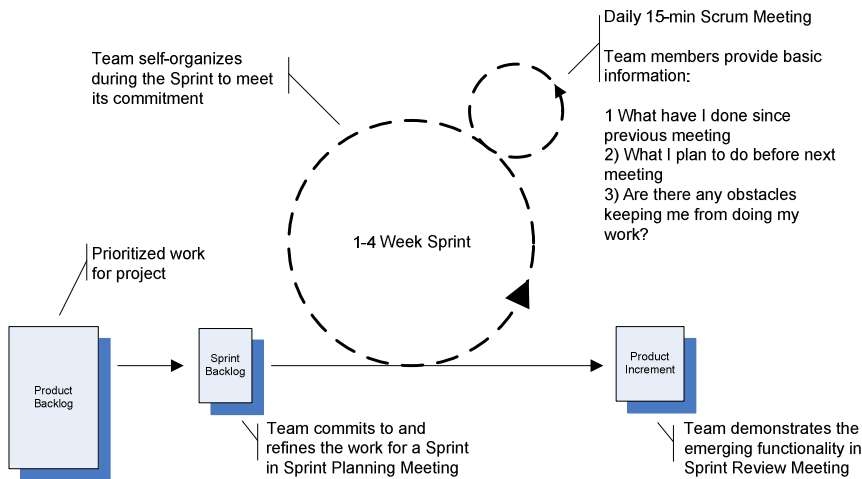 Daily 15-min Scrum Meeting
Team members provide basic
information:
1 What have I done since
previous meeting
2) What I plan to do before next
meeting
3) Are there any obstacles
keeping me from doing my
work?
Team self-organizes
during the Sprint to meet
its commitment
1-4 Week Sprint
Prioritized work
for project
Product
Backlog
Sprint
Backlog
Product
Increment
Team commits to and
refines the work for a Sprint
in Sprint Planning Meeting
Team demonstrates the
emerging functionality in
Sprint Review Meeting